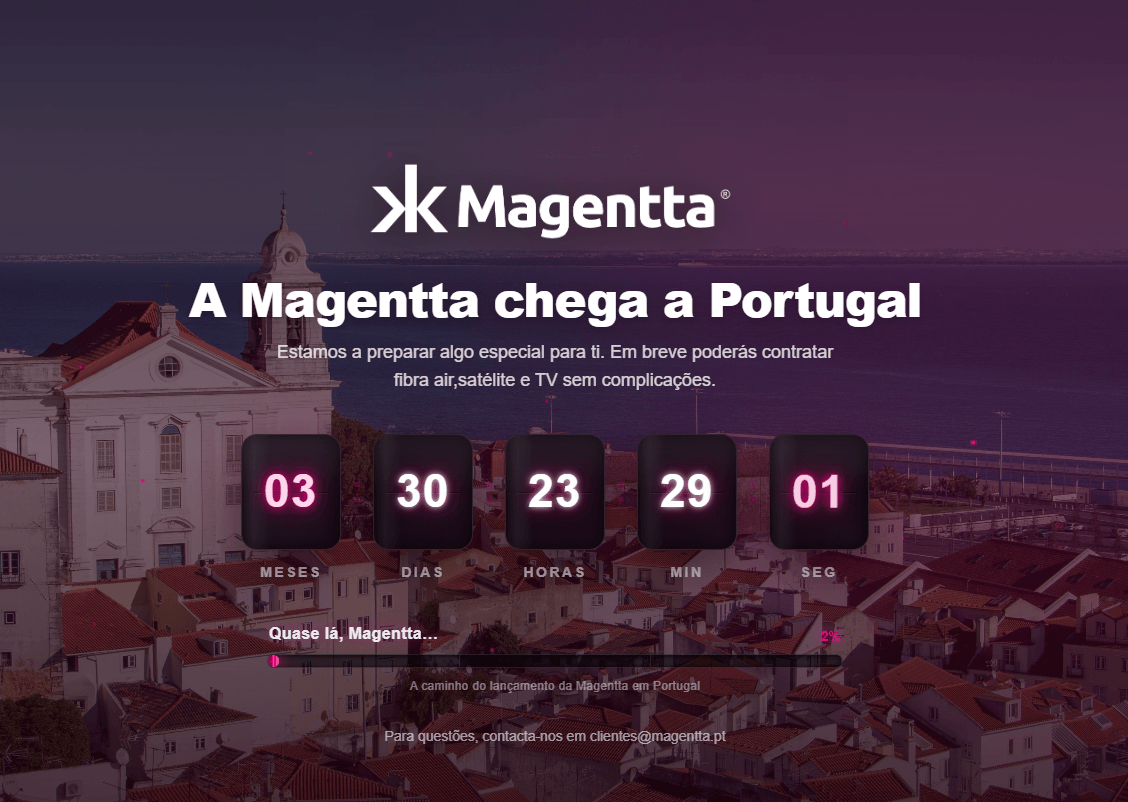 Magentta®
A Magentta chega a Portugal
Estamos a preparar algo especial para ti. Em breve poderás contratar
fibra air,satélite e TV sem complicações.
03 30 23 29 01
MESES DIAS HORAS MIN SEG
Quase lá, Magentta... 2%
A caminho do lançamento da Magentta em Portugal
Para questões, contacta-nos em clientes@magentta.pt